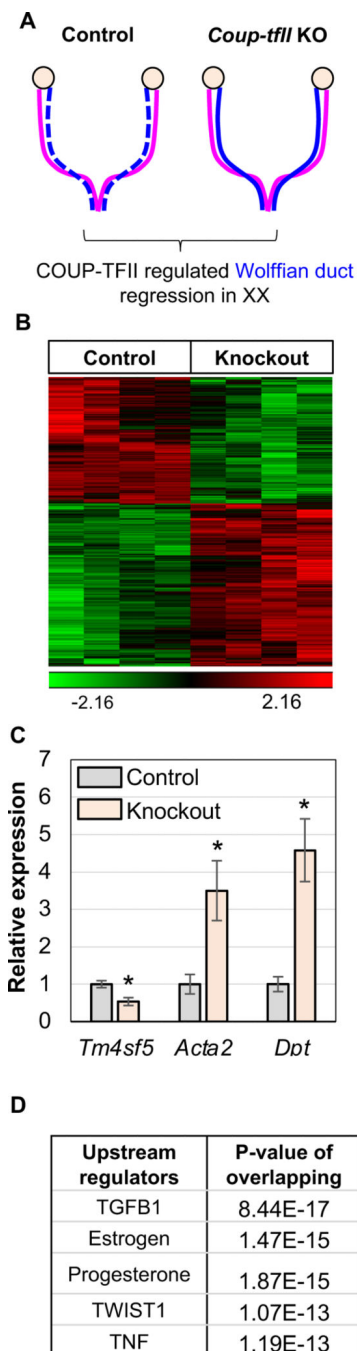 A
Control Coup-tfII KO
COUP-TFII regulated Wolffian duct
regression in XX
B
Control Knockout
-2.16 2.16
C
Relative expression
7
6
5
4
3
2
1
0
Control
Knockout
*
*
*
Tm4sf5 Acta2 Dpt
D
Upstream regulators P-value of overlapping
TGFB1 8.44E-17
Estrogen 1.47E-15
Progesterone 1.87E-15
TWIST1 1.07E-13
TNF 1.19E-13